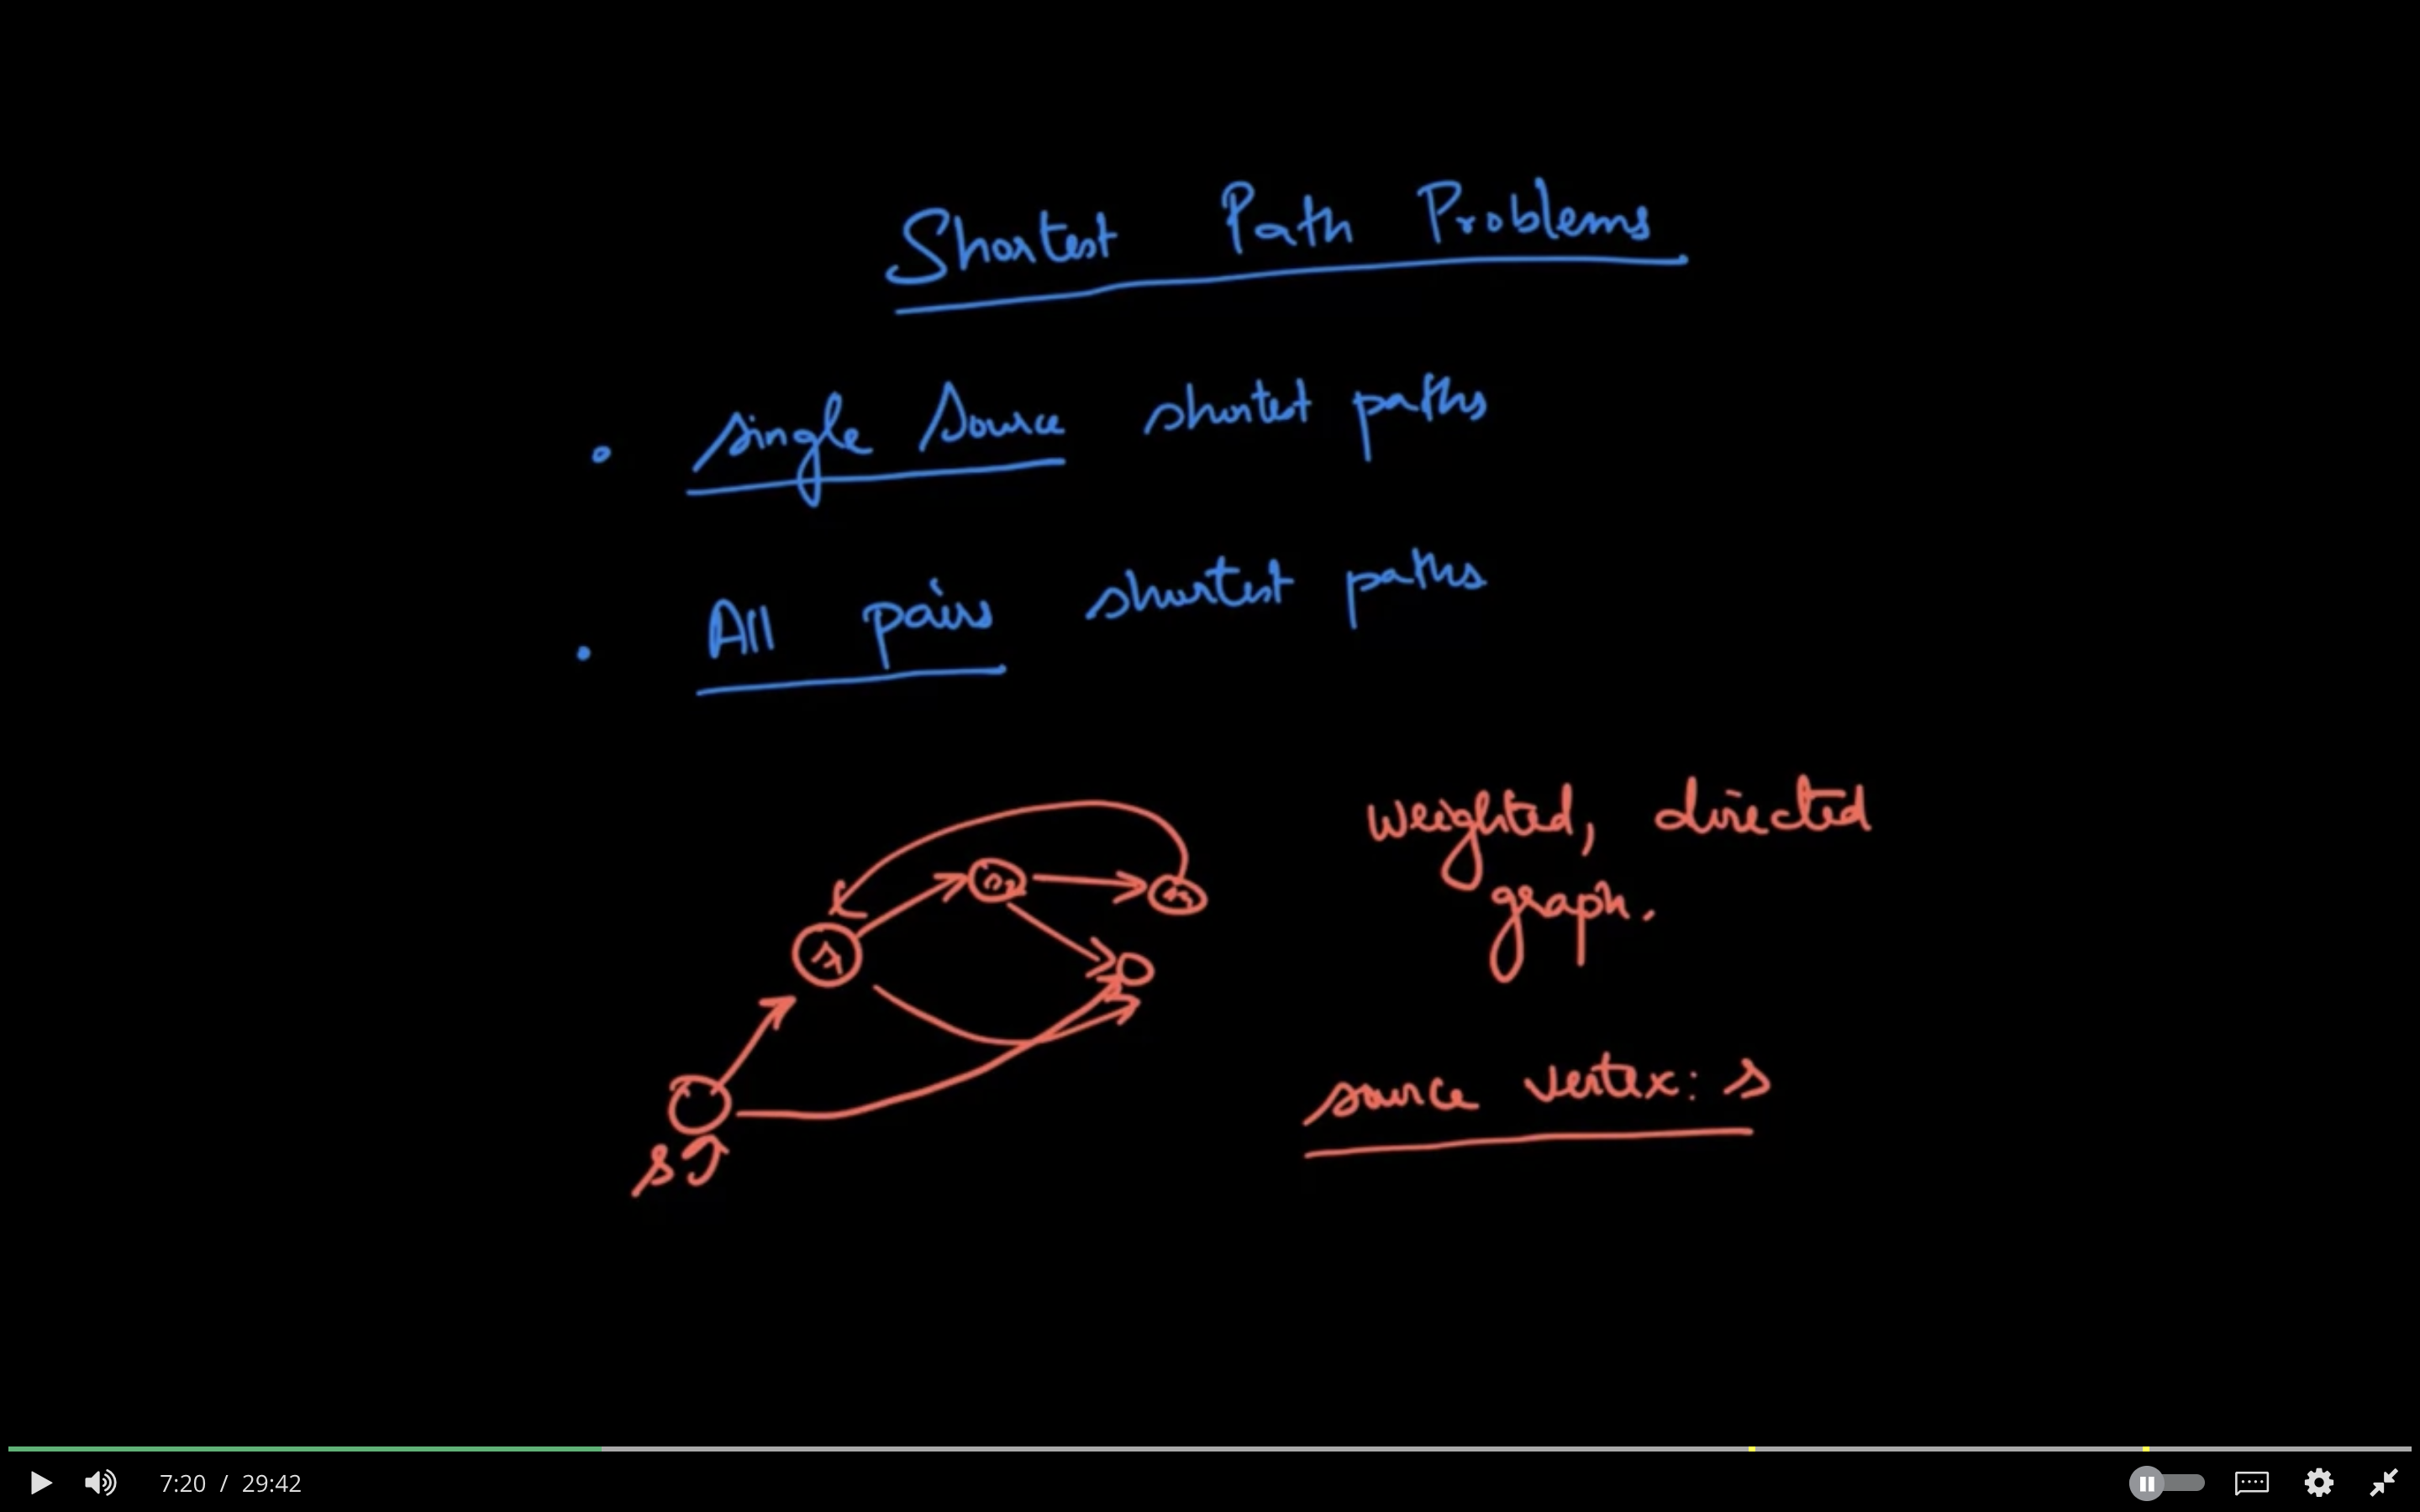 Shortest Path Problems
• Single Source shortest paths
• All pairs shortest paths
weighted, directed
graph.
source vertex: s
s
7:20 / 29:42